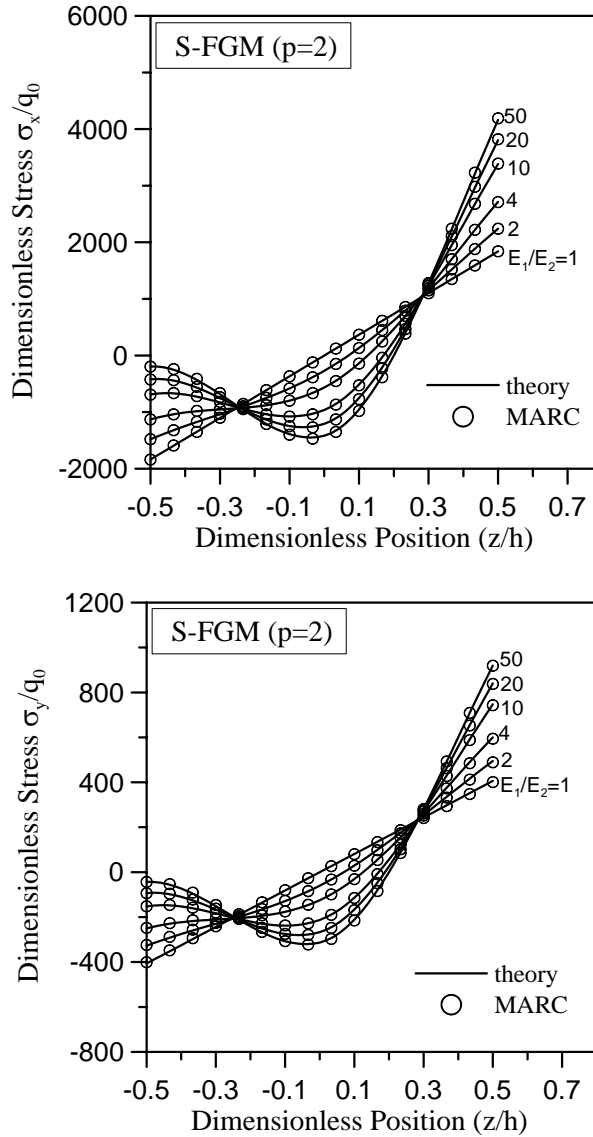 6000
S-FGM (p=2)
4000
2000
0
-2000
50
20
10
4
2
E₁/E₂=1
theory
MARC
-0.5 -0.3 -0.1 0.1 0.3 0.5 0.7
Dimensionless Position (z/h)
Dimensionless Stress σₓ/q₀
1200
S-FGM (p=2)
800
400
0
-400
-800
50
20
10
4
2
E₁/E₂=1
theory
MARC
-0.5 -0.3 -0.1 0.1 0.3 0.5 0.7
Dimensionless Position (z/h)
Dimensionless Stress σy/q₀